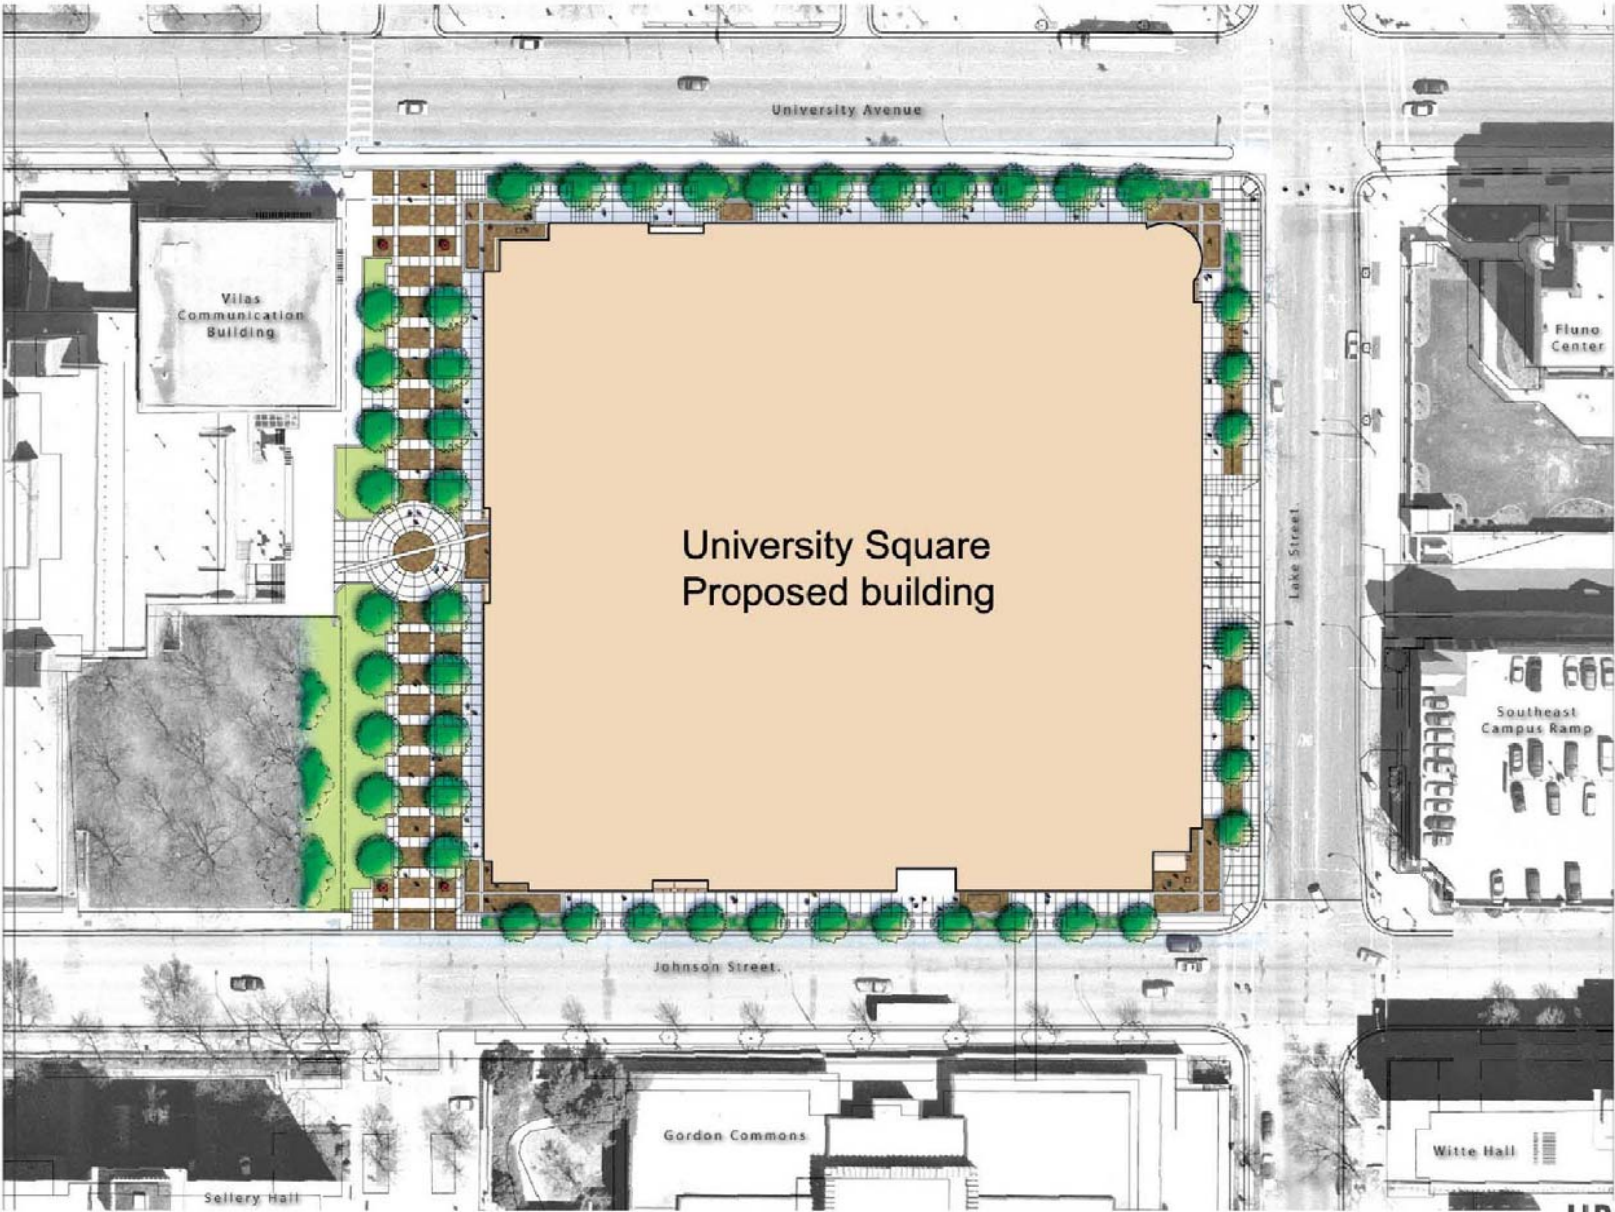 University Avenue
Vilas
Communication
Building
Fluno
Center
University Square
Proposed building
Lake Street.
Southeast
Campus Ramp
Johnson Street.
Gordon Commons
Witte Hall
Sellery Hall